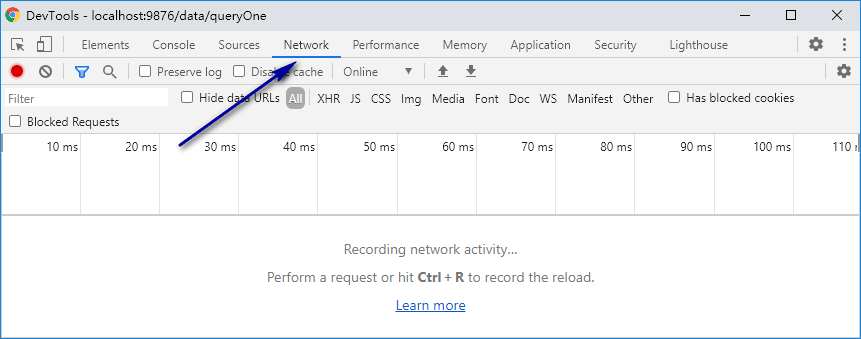 DevTools - localhost:9876/data/queryOne
Elements Console Sources Network Performance Memory Application Security Lighthouse
Preserve log Disable cache Online
Filter Hide data URLs All XHR JS CSS Img Media Font Doc WS Manifest Other Has blocked cookies
Blocked Requests
10 ms 20 ms 30 ms 40 ms 50 ms 60 ms 70 ms 80 ms 90 ms 100 ms 110 m
Recording network activity...
Perform a request or hit Ctrl + R to record the reload.
Learn more